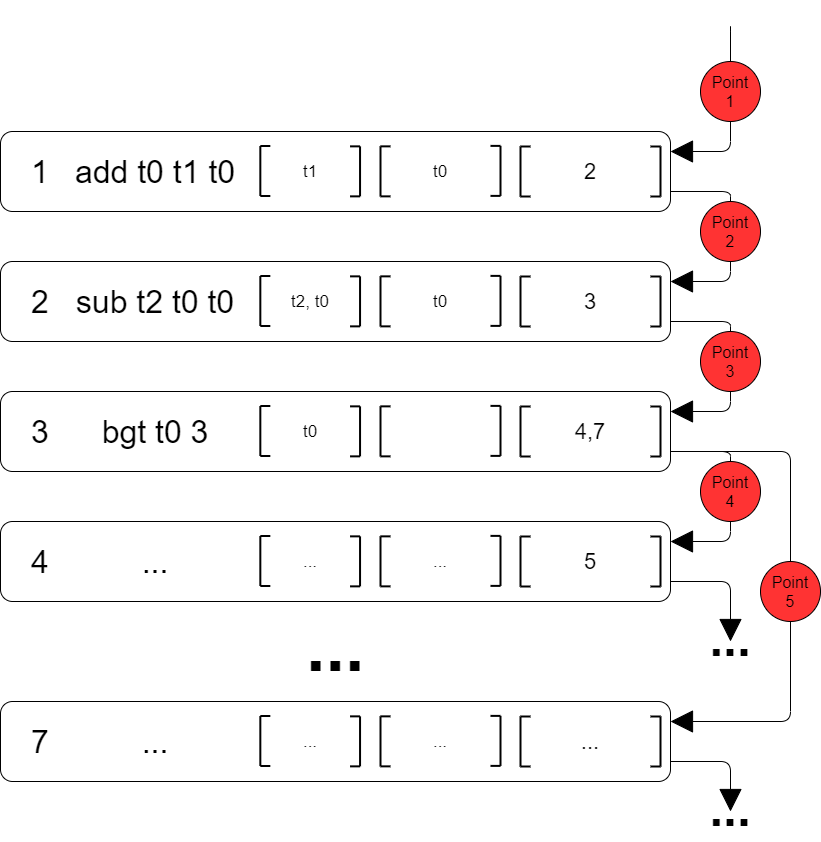 Point
1
1 add t0 t1 t0 [ t1 ] [ t0 ] [ 2 ]
Point
2
2 sub t2 t0 t0 [ t2, t0 ] [ t0 ] [ 3 ]
Point
3
3 bgt t0 3 [ t0 ] [ ] [ 4,7 ]
Point
4
4 ... [ ... ] [ ... ] [ 5 ]
Point
5
...
...
7 ... [ ... ] [ ... ] [ ... ]
...